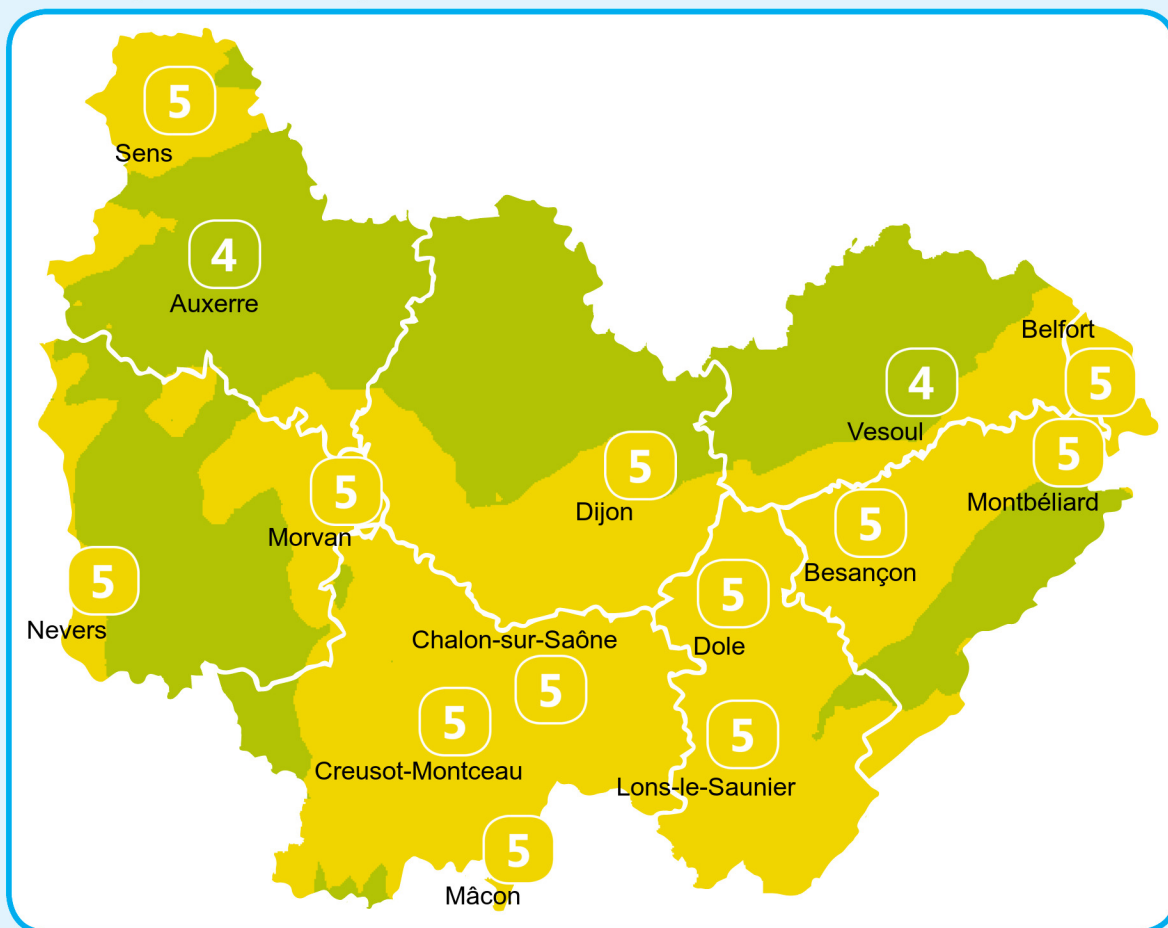 5
Sens
4
Auxerre
Belfort
5
4
Vesoul
5
Montbéliard
5
Dijon
5
Morvan
5
Besançon
5
Nevers
5
Dole
Chalon-sur-Saône
5
5
Creusot-Montceau
5
Lons-le-Saunier
5
Mâcon